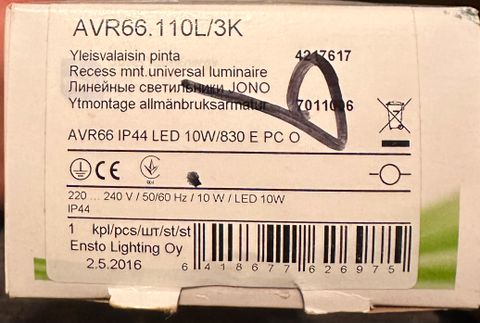 AVR66.110L/3K
Yleisvalaisin pinta 4217617
Recess mnt.universal luminaire
Линейные светильники JONO
Ytmontage allmänbruksarmatur 7011006
AVR66 IP44 LED 10W/830 E PC O
CE
220 ... 240 V / 50/60 Hz / 10 W / LED 10W
IP44
1 kpl/pcs/шт/st/st
Ensto Lighting Oy
2.5.2016
6 418677 626975